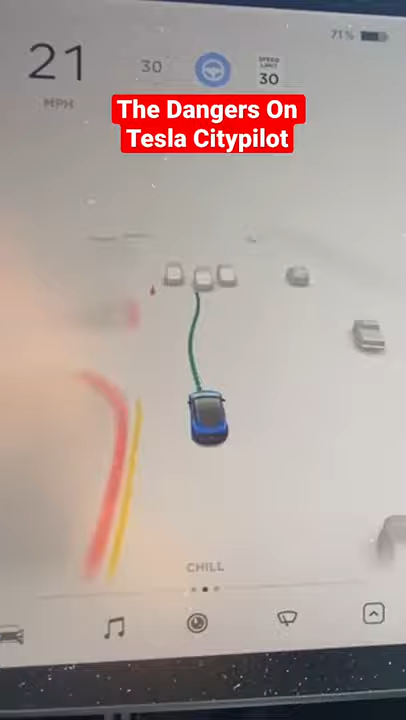 71%
21
MPH
30
SPEED
LIMIT
30
The Dangers On
Tesla Citypilot
CHILL